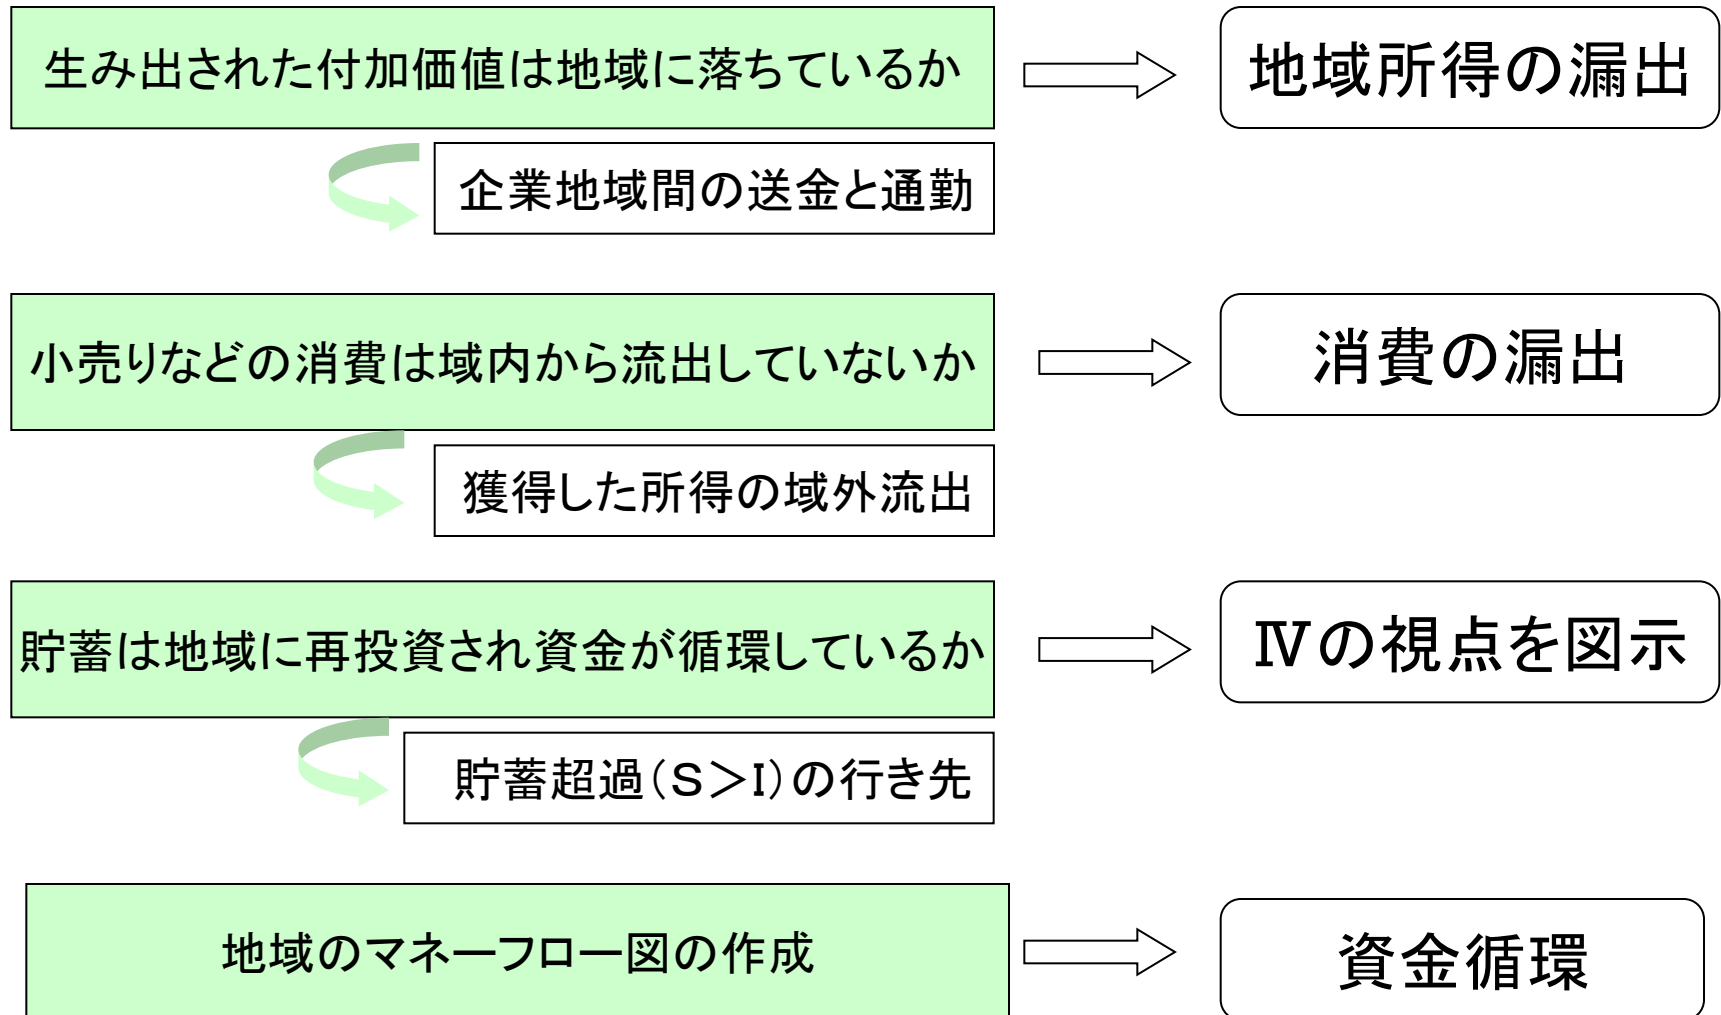 生み出された付加価値は地域に落ちているか
地域所得の漏出
企業地域間の送金と通勤
小売りなどの消費は域内から流出していないか
消費の漏出
獲得した所得の域外流出
貯蓄は地域に再投資され資金が循環しているか
Ⅳの視点を図示
貯蓄超過(S>I)の行き先
地域のマネーフロー図の作成
資金循環